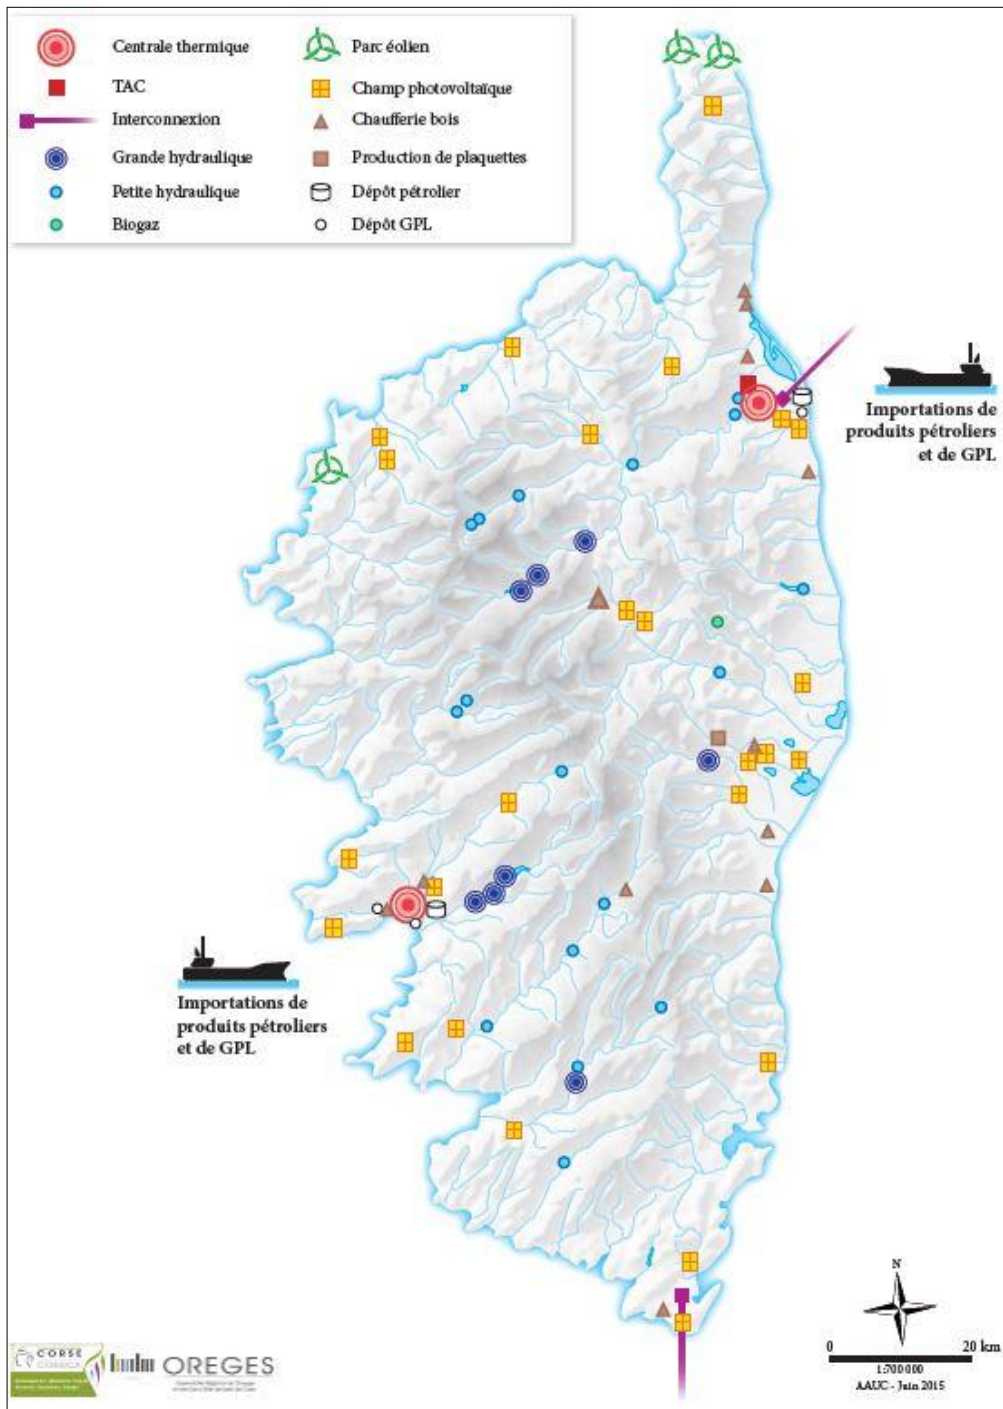 Centrale thermique
TAC
Interconnexion
Grande hydraulique
Petite hydraulique
Biogaz
Parc éolien
Champ photovoltaïque
Chaufferie bois
Production de plaquettes
Dépôt pétrolier
Dépôt GPL
Importations de
produits pétroliers
et de GPL
Importations de
produits pétroliers
et de GPL
N
0 20 km
1:700 000
AAUC - Juin 2015
CORSE
CORSICA
OREGES